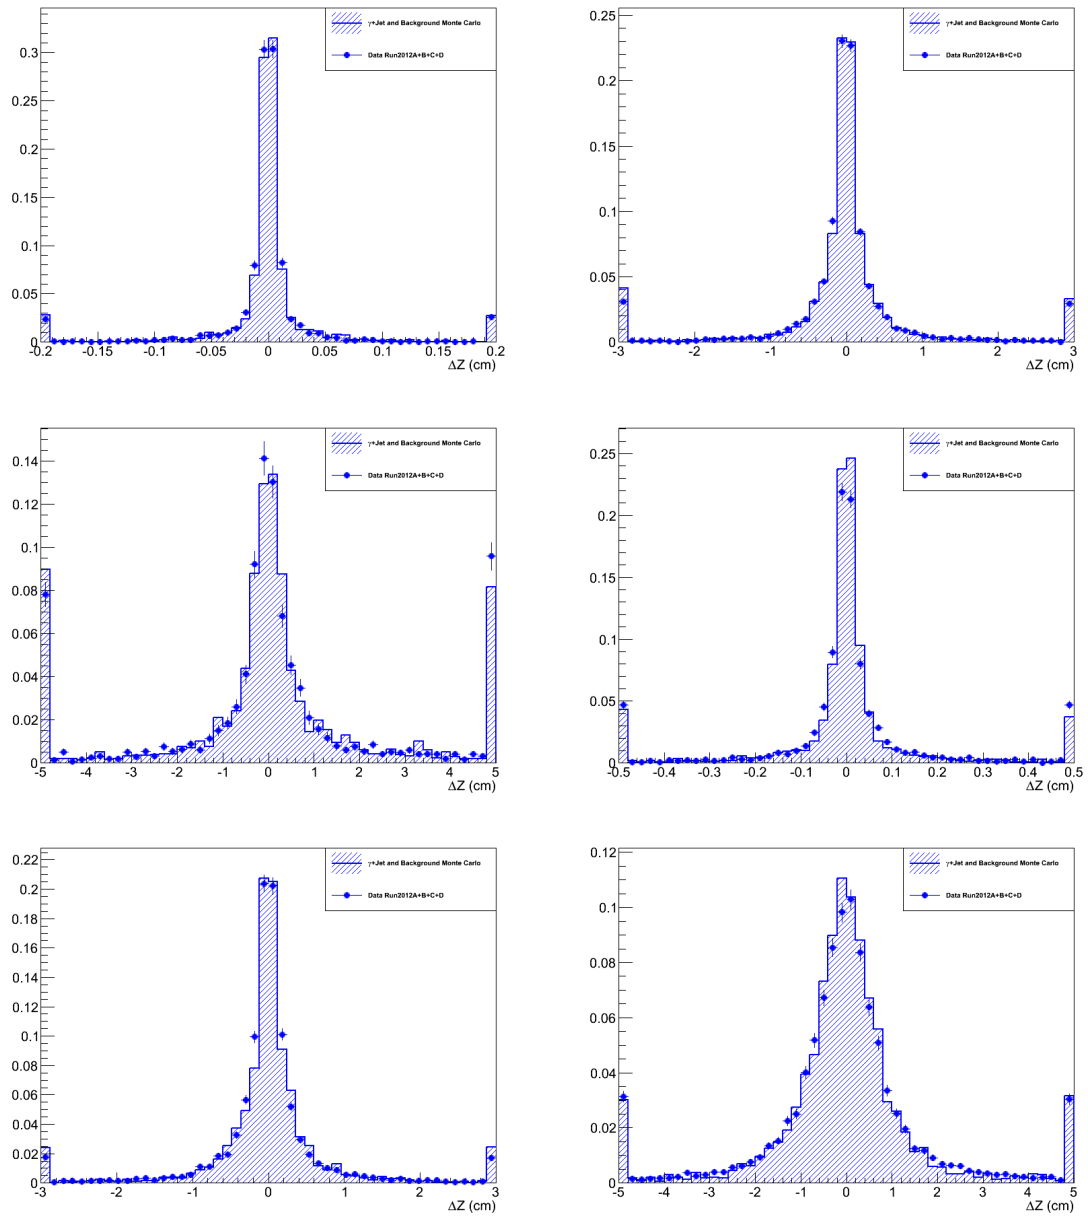 γ+Jet and Background Monte Carlo
Data Run2012A+B+C+D
0.3
0.25
0.2
0.15
0.1
0.05
0
-0.2 -0.15 -0.1 -0.05 0 0.05 0.1 0.15 0.2
ΔZ (cm)
γ+Jet and Background Monte Carlo
Data Run2012A+B+C+D
0.25
0.2
0.15
0.1
0.05
0
-3 -2 -1 0 1 2 3
ΔZ (cm)
γ+Jet and Background Monte Carlo
Data Run2012A+B+C+D
0.14
0.12
0.1
0.08
0.06
0.04
0.02
0
-5 -4 -3 -2 -1 0 1 2 3 4 5
ΔZ (cm)
γ+Jet and Background Monte Carlo
Data Run2012A+B+C+D
0.25
0.2
0.15
0.1
0.05
0
-0.5 -0.4 -0.3 -0.2 -0.1 0 0.1 0.2 0.3 0.4 0.5
ΔZ (cm)
γ+Jet and Background Monte Carlo
Data Run2012A+B+C+D
0.22
0.2
0.18
0.16
0.14
0.12
0.1
0.08
0.06
0.04
0.02
0
-3 -2 -1 0 1 2 3
ΔZ (cm)
γ+Jet and Background Monte Carlo
Data Run2012A+B+C+D
0.12
0.1
0.08
0.06
0.04
0.02
0
-5 -4 -3 -2 -1 0 1 2 3 4 5
ΔZ (cm)